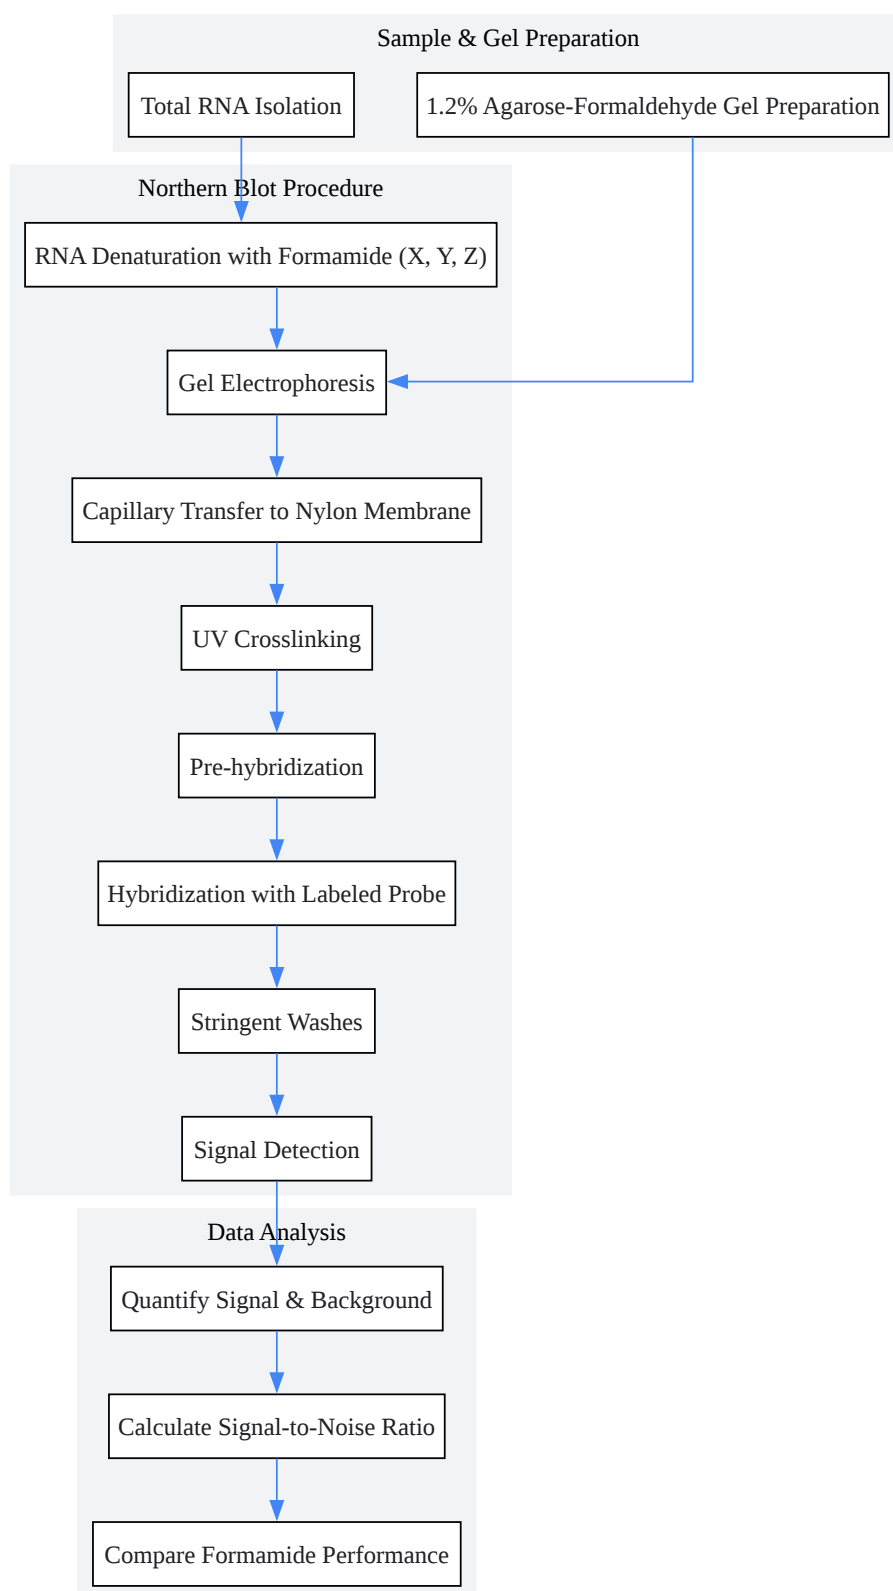 Sample & Gel Preparation
Total RNA Isolation
1.2% Agarose-Formaldehyde Gel Preparation
Northern Blot Procedure
RNA Denaturation with Formamide (X, Y, Z)
Gel Electrophoresis
Capillary Transfer to Nylon Membrane
UV Crosslinking
Pre-hybridization
Hybridization with Labeled Probe
Stringent Washes
Signal Detection
Data Analysis
Quantify Signal & Background
Calculate Signal-to-Noise Ratio
Compare Formamide Performance